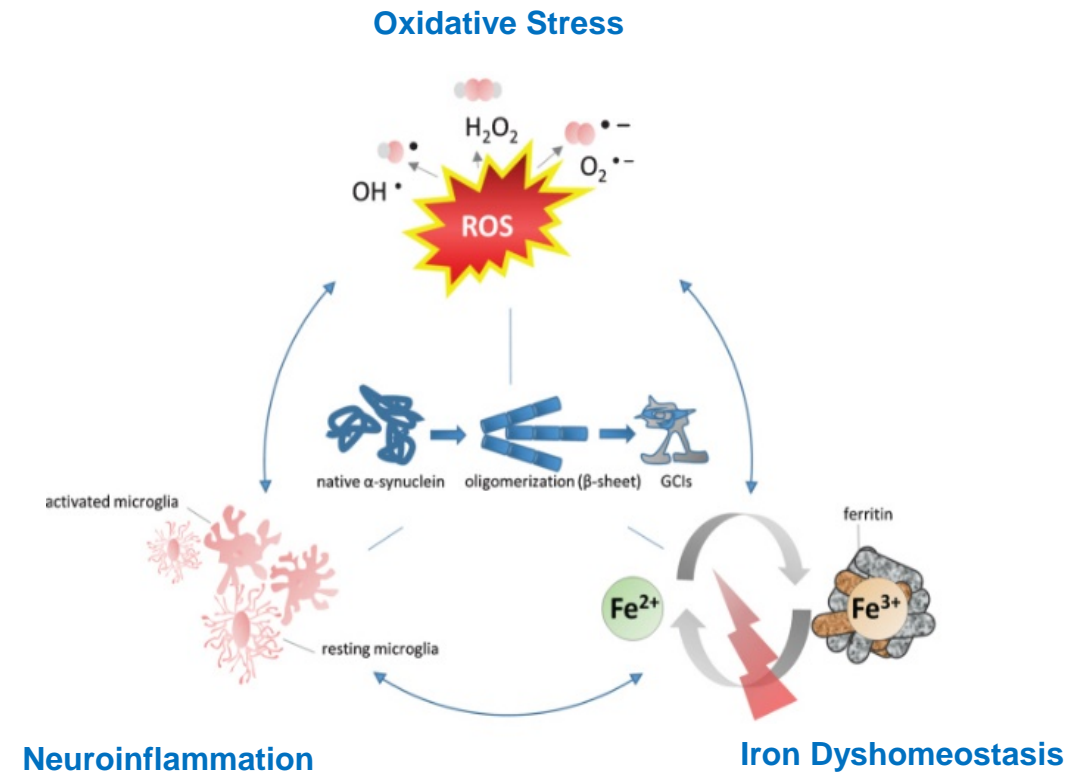 Oxidative Stress
H₂O₂
• −
•
OH •
O₂ •−
ROS
native α-synuclein
oligomerization (β-sheet)
GCIs
activated microglia
ferritin
Fe²⁺
Fe³⁺
resting microglia
Neuroinflammation
Iron Dyshomeostasis